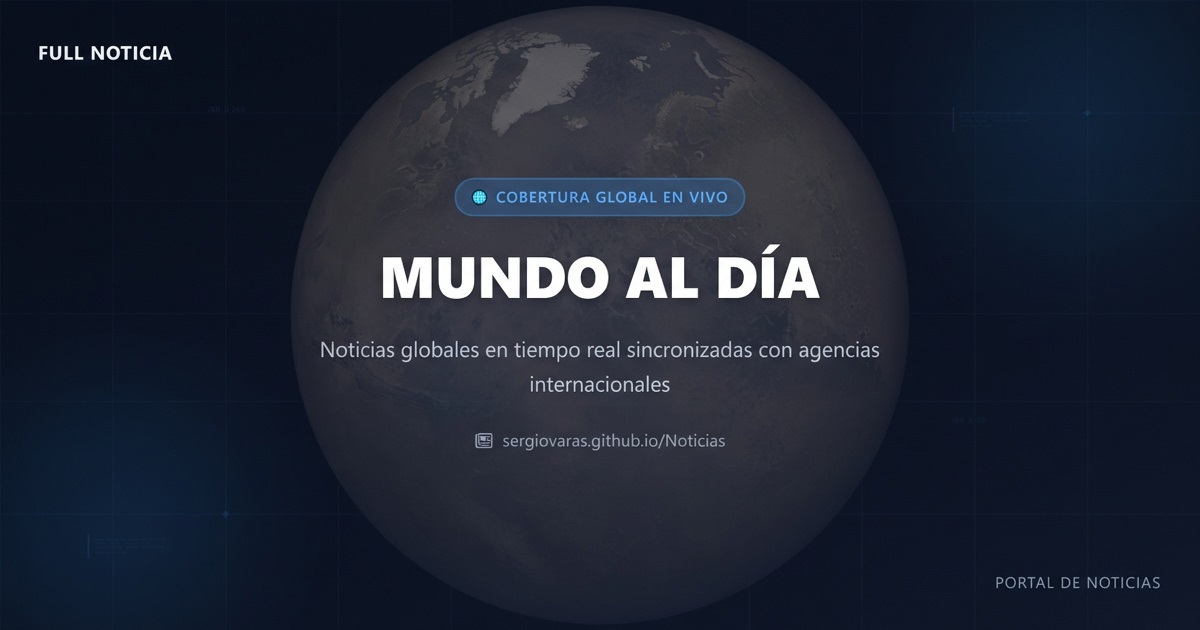 FULL NOTICIA
COBERTURA GLOBAL EN VIVO
MUNDO AL DÍA
Noticias globales en tiempo real sincronizadas con agencias
internacionales
sergiovaras.github.io/Noticias
PORTAL DE NOTICIAS